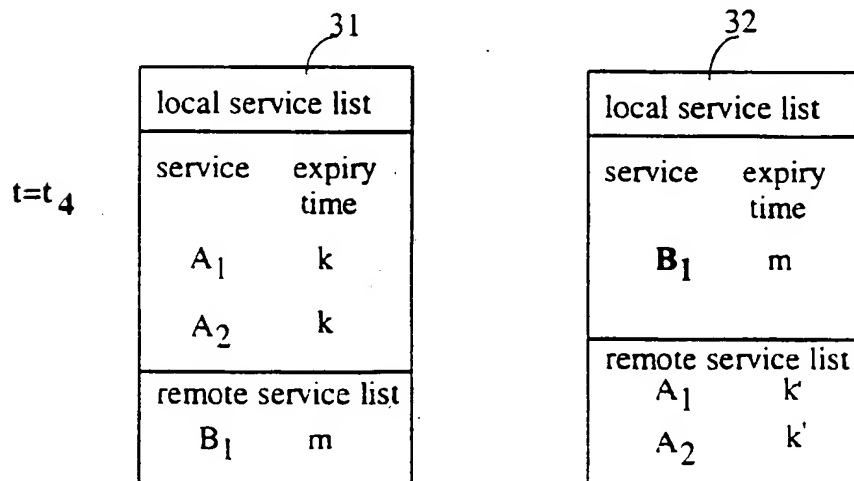 31
local service list
t=t4
service expiry
time
A1 k
A2 k
remote service list
B1 m
32
local service list
service expiry
time
B1 m
remote service list
A1 k'
A2 k'